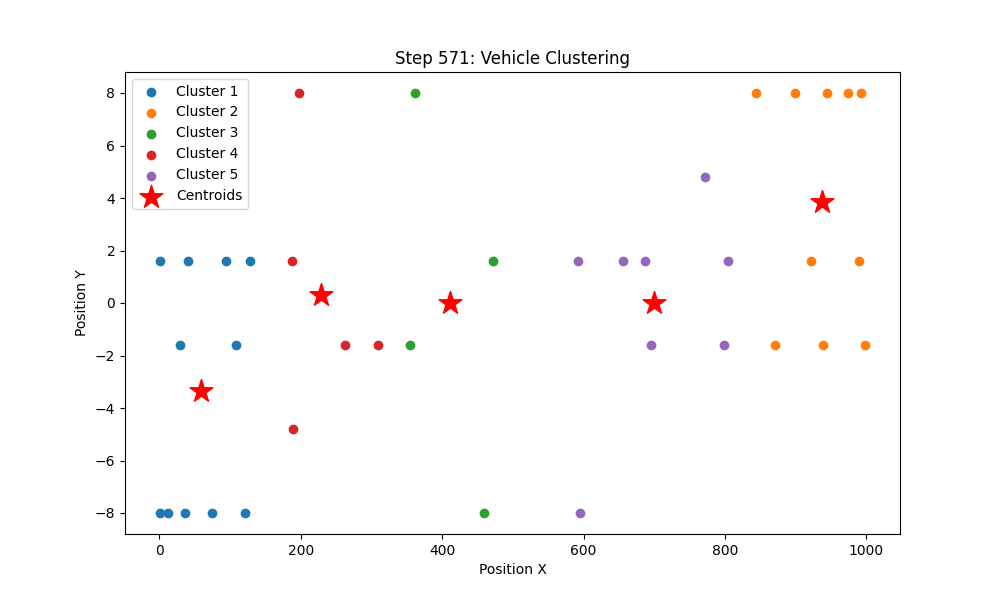 Step 571: Vehicle Clustering
Cluster 1
Cluster 2
Cluster 3
Cluster 4
Cluster 5
Centroids
Position Y
8
6
4
2
0
−2
−4
−6
−8
0 200 400 600 800 1000
Position X